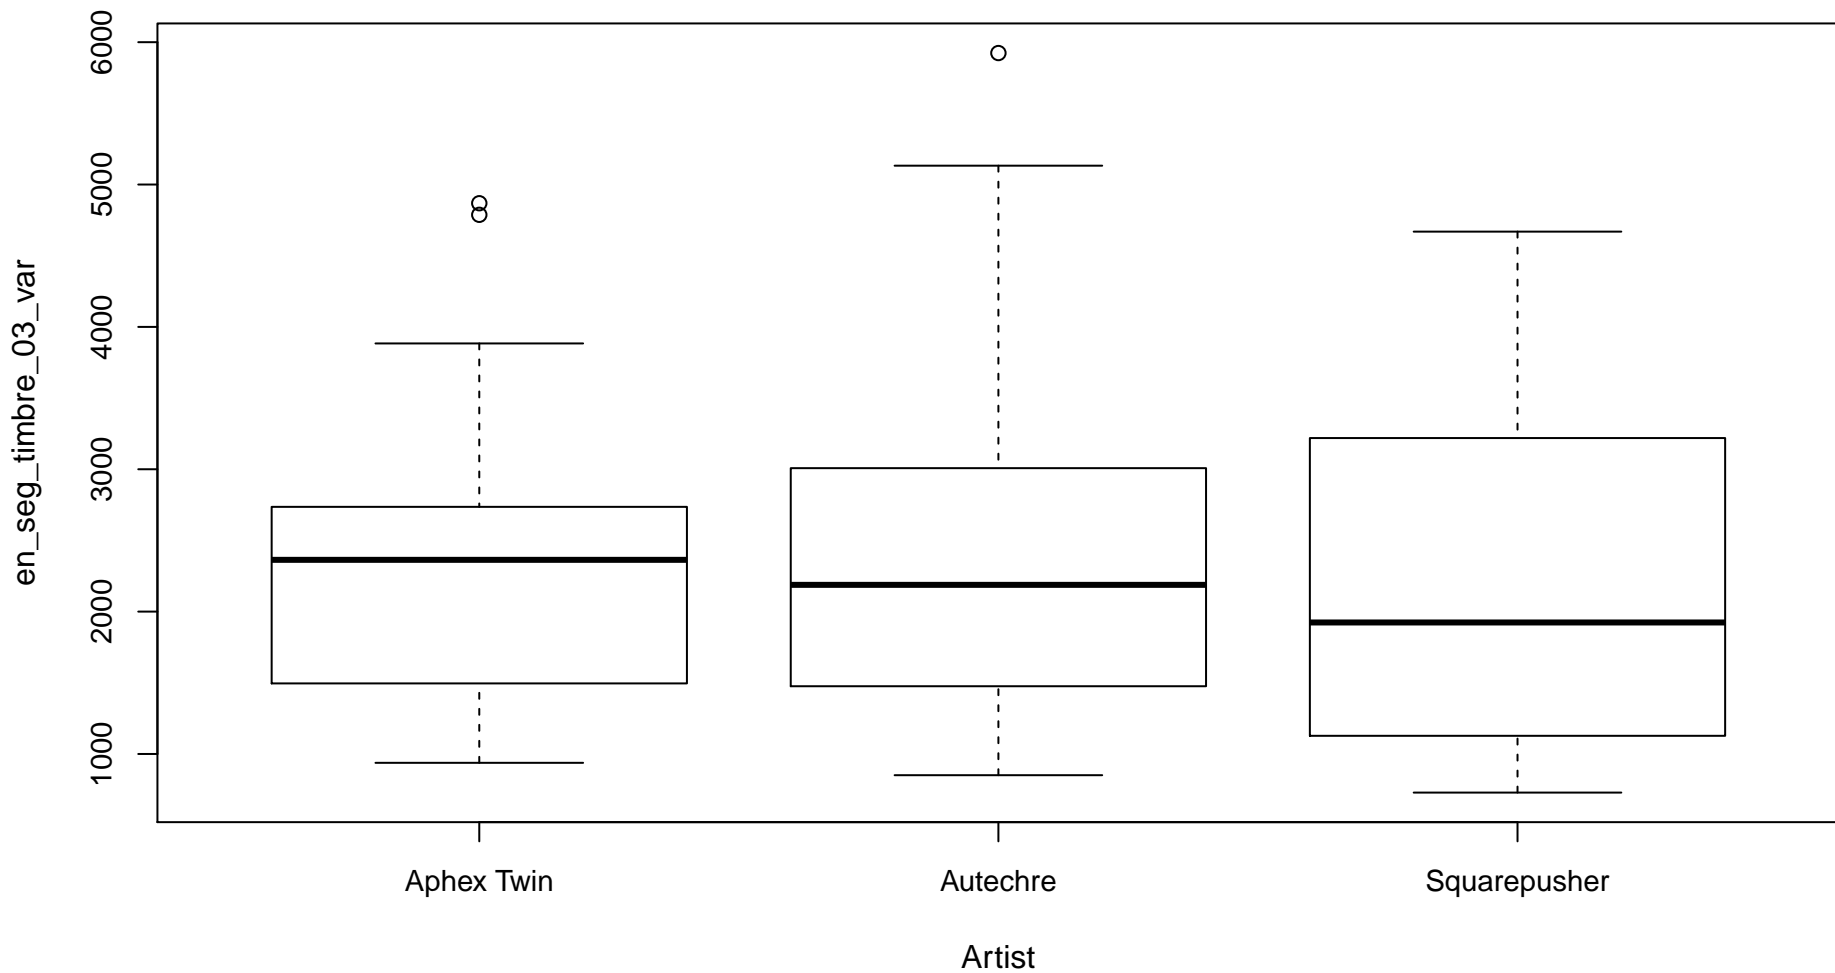 en_seg_timbre_03_var
6000
5000
4000
3000
2000
1000
Aphex Twin
Autechre
Squarepusher
Artist